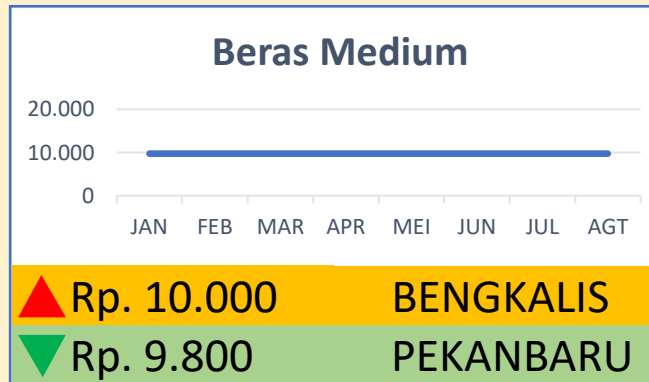 Beras Medium
20.000
10.000
0
JAN FEB MAR APR MEI JUN JUL AGT
Rp. 10.000 BENGKALIS
Rp. 9.800 PEKANBARU